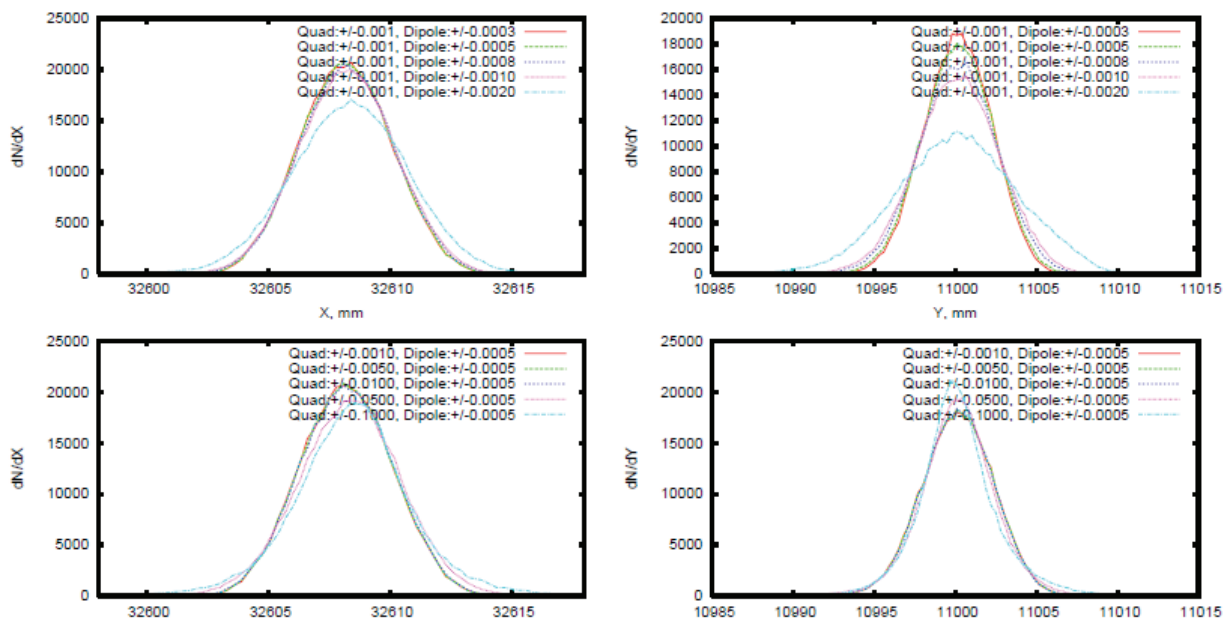 25000
20000
15000
10000
5000
0
dN/dX
Quad:+/-0.001, Dipole:+/-0.0003
Quad:+/-0.001, Dipole:+/-0.0005
Quad:+/-0.001, Dipole:+/-0.0008
Quad:+/-0.001, Dipole:+/-0.0010
Quad:+/-0.001, Dipole:+/-0.0020
32600 32605 32610 32615
X, mm
20000
18000
16000
14000
12000
10000
8000
6000
4000
2000
0
dN/dY
Quad:+/-0.001, Dipole:+/-0.0003
Quad:+/-0.001, Dipole:+/-0.0005
Quad:+/-0.001, Dipole:+/-0.0008
Quad:+/-0.001, Dipole:+/-0.0010
Quad:+/-0.001, Dipole:+/-0.0020
10985 10990 10995 11000 11005 11010 11015
Y, mm
25000
20000
15000
10000
5000
0
dN/dX
Quad:+/-0.0010, Dipole:+/-0.0005
Quad:+/-0.0050, Dipole:+/-0.0005
Quad:+/-0.0100, Dipole:+/-0.0005
Quad:+/-0.0500, Dipole:+/-0.0005
Quad:+/-0.1000, Dipole:+/-0.0005
32600 32605 32610 32615
25000
20000
15000
10000
5000
0
dN/dY
Quad:+/-0.0010, Dipole:+/-0.0005
Quad:+/-0.0050, Dipole:+/-0.0005
Quad:+/-0.0100, Dipole:+/-0.0005
Quad:+/-0.0500, Dipole:+/-0.0005
Quad:+/-0.1000, Dipole:+/-0.0005
10985 10990 10995 11000 11005 11010 11015